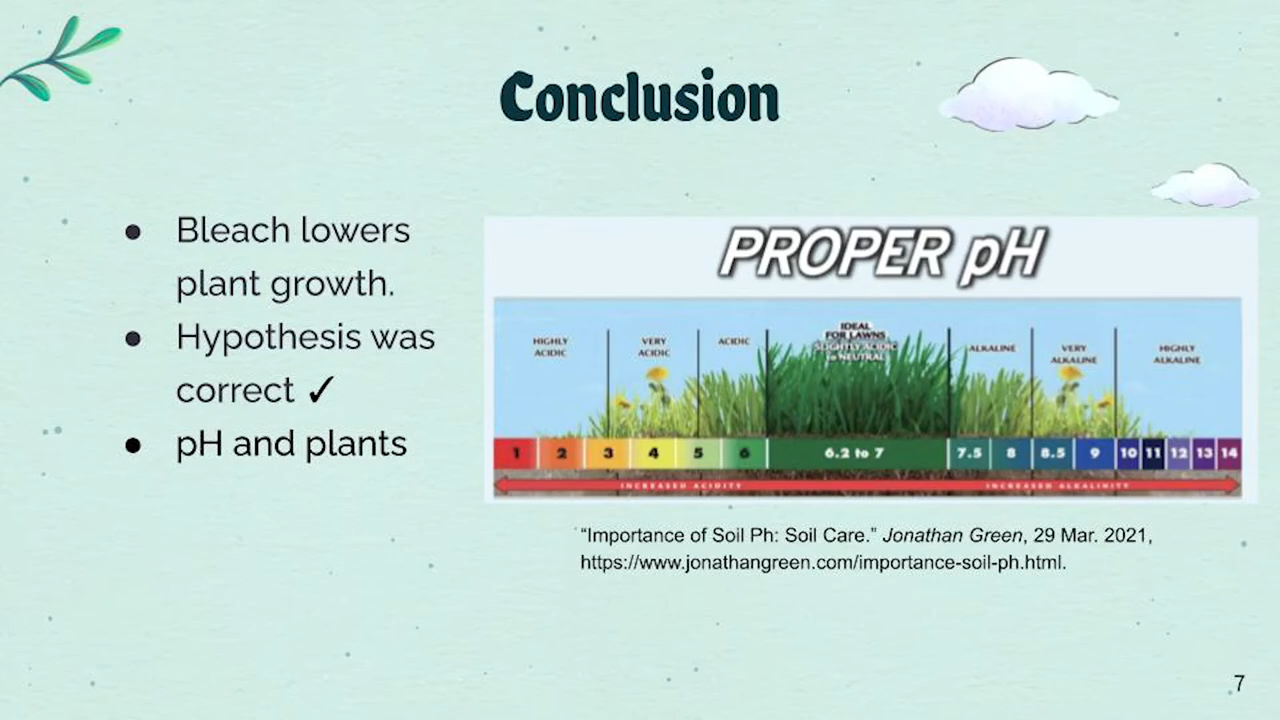 Conclusion
● Bleach lowers
plant growth.
● Hypothesis was
correct ✓
● pH and plants
PROPER pH
HIGHLY
ACIDIC
VERY
ACIDIC
ACIDIC
IDEAL
FOR LAWNS
SLIGHTLY ACIDIC
to NEUTRAL
ALKALINE
VERY
ALKALINE
HIGHLY
ALKALINE
1 2 3 4 5 6 6.2 to 7 7.5 8 8.5 9 10 11 12 13 14
INCREASED ACIDITY INCREASED ALKALINITY
“Importance of Soil Ph: Soil Care.” Jonathan Green, 29 Mar. 2021,
https://www.jonathangreen.com/importance-soil-ph.html.
7